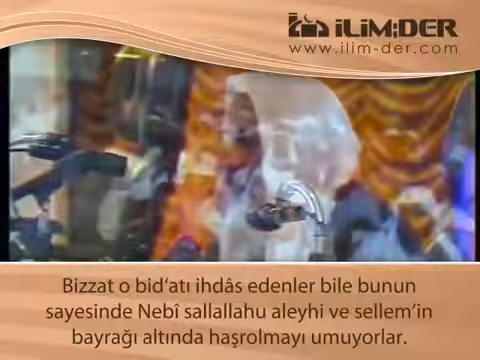 iLiM;DER
www.ilim-der.com
Bizzat o bid‘atı ihdâs edenler bile bunun
sayesinde Nebî sallallahu aleyhi ve sellem’in
bayrağı altında haşrolmayı umuyorlar.